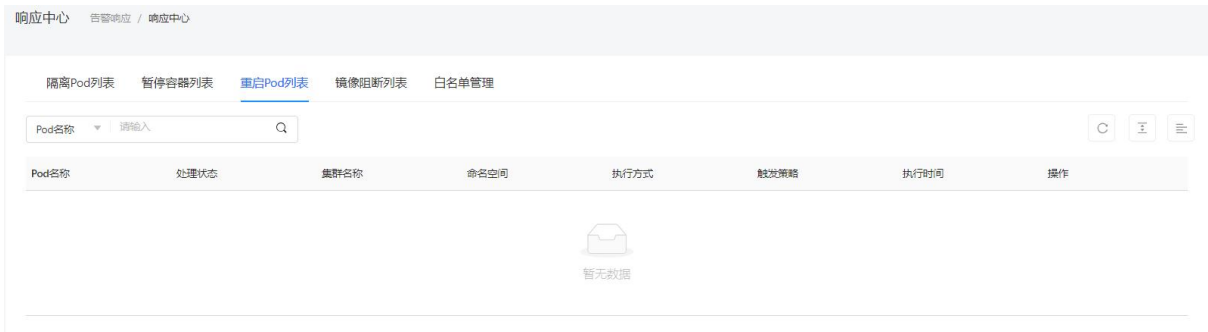 响应中心 告警响应 / 响应中心
隔离Pod列表 暂停容器列表 重启Pod列表 镜像阻断列表 白名单管理
Pod名称 请输入
Pod名称 处理状态 集群名称 命名空间 执行方式 触发策略 执行时间 操作
暂无数据